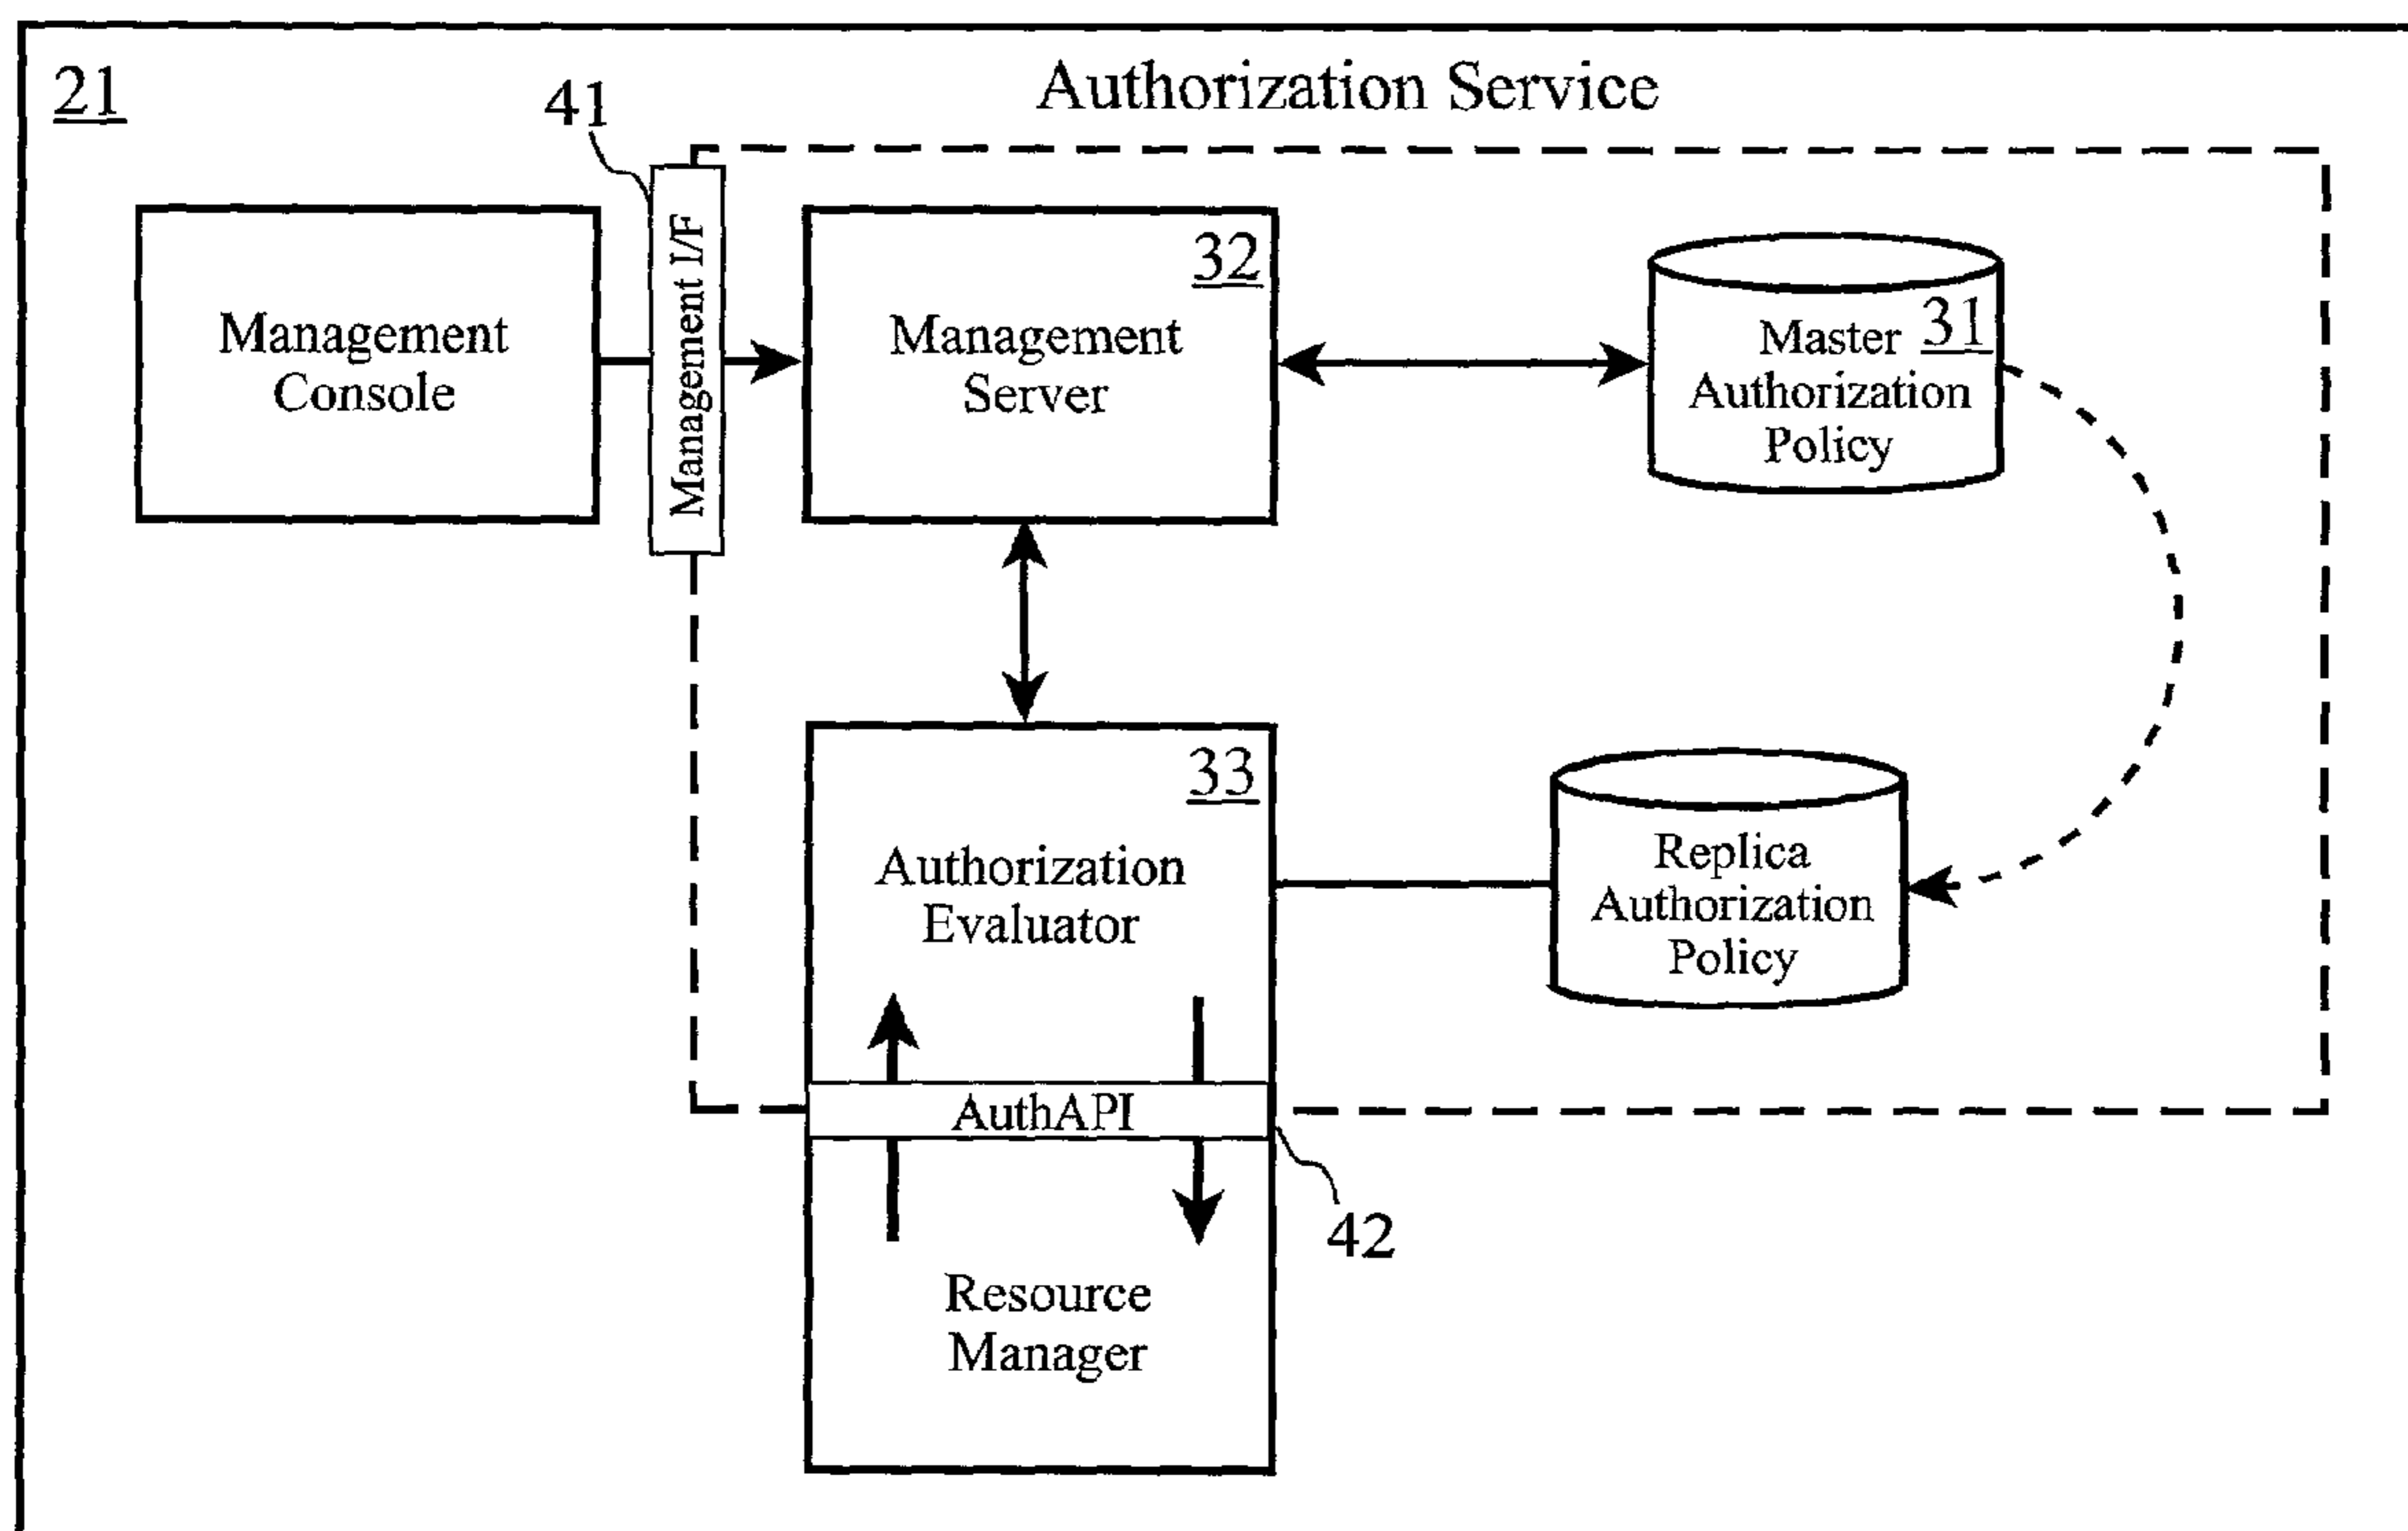 21
Authorization Service
41
Management I/F
Management
Console
32
Management
Server
31
Master
Authorization
Policy
33
Authorization
Evaluator
Replica
Authorization
Policy
AuthAPI
42
Resource
Manager